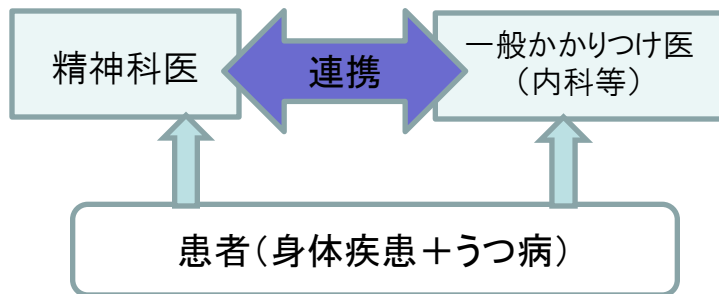 精神科医
連携
一般かかりつけ医
（内科等）
患者（身体疾患＋うつ病）